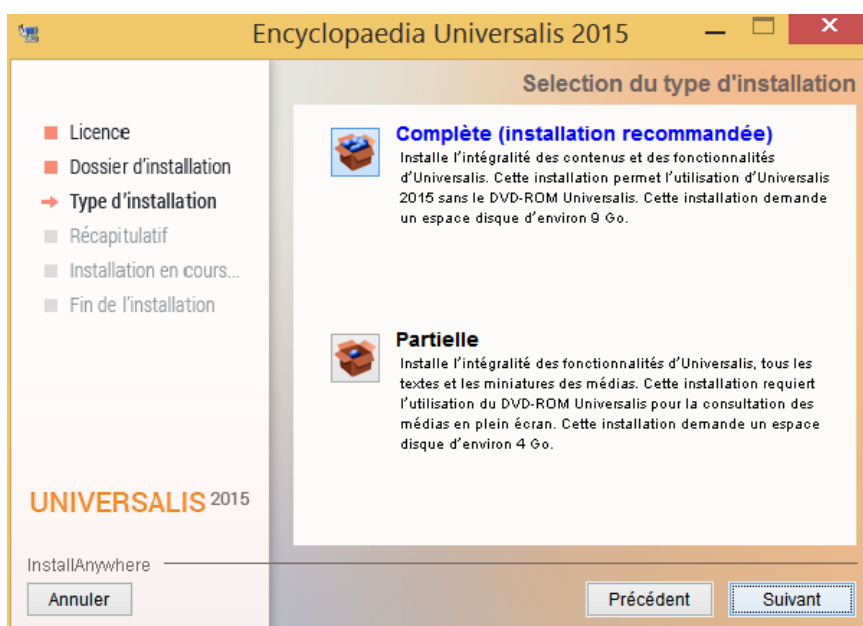 Encyclopaedia Universalis 2015
Selection du type d'installation
Licence
Dossier d'installation
Type d'installation
Récapitulatif
Installation en cours...
Fin de l'installation
Complète (installation recommandée)
Installe l'intégralité des contenus et des fonctionnalités
d'Universalis. Cette installation permet l'utilisation d'Universalis
2015 sans le DVD-ROM Universalis. Cette installation demande
un espace disque d'environ 9 Go.
Partielle
Installe l'intégralité des fonctionnalités d'Universalis, tous les
textes et les miniatures des médias. Cette installation requiert
l'utilisation du DVD-ROM Universalis pour la consultation des
médias en plein écran. Cette installation demande un espace
disque d'environ 4 Go.
UNIVERSALIS 2015
InstallAnywhere
Annuler
Précédent
Suivant